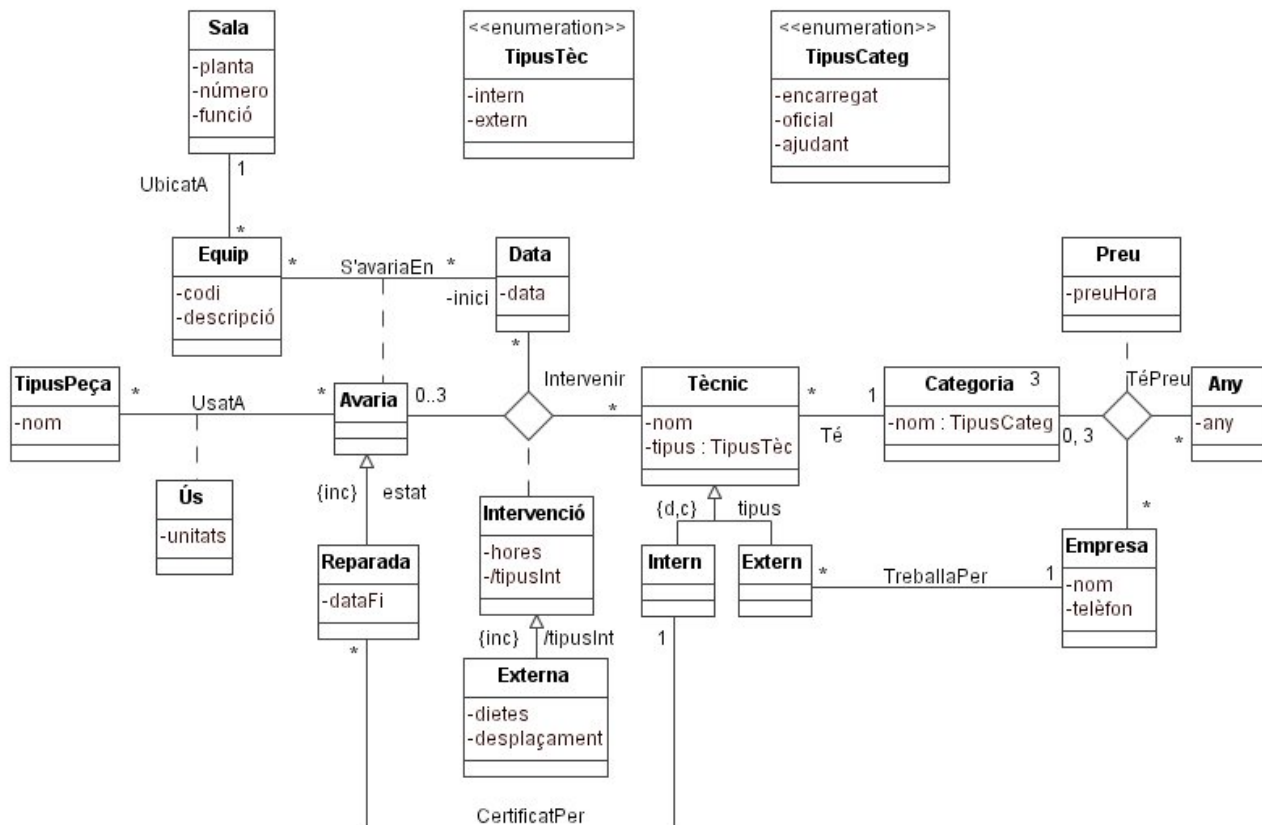 Sala
-planta
-número
-funció
<<enumeration>>
TipusTèc
-intern
-extern
<<enumeration>>
TipusCateg
-encarregat
-oficial
-ajudant
1
UbicatA
*
Equip
-codi
-descripció
*
S'avariaEn
*
-inici
Data
-data
*
Preu
-preuHora
TipusPeça
-nom
*
UsatA
*
Avaria
0..3
Intervenir
*
Tècnic
-nom
-tipus : TipusTèc
*
Té
1
Categoria
3
-nom : TipusCateg
0, 3
TéPreu
*
Any
-any
*
Ús
-unitats
{inc}
estat
Reparada
-dataFi
*
Intervenció
-hores
-/tipusInt
{inc}
/tipusInt
Externa
-dietes
-desplaçament
{d,c}
tipus
Intern
1
Extern
*
TreballaPer
1
Empresa
-nom
-telèfon
CertificatPer